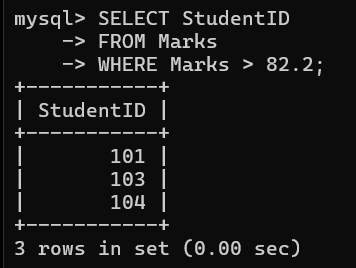 mysql> SELECT StudentID
    -> FROM Marks
    -> WHERE Marks > 82.2;
+-----------+
| StudentID |
+-----------+
|       101 |
|       103 |
|       104 |
+-----------+
3 rows in set (0.00 sec)